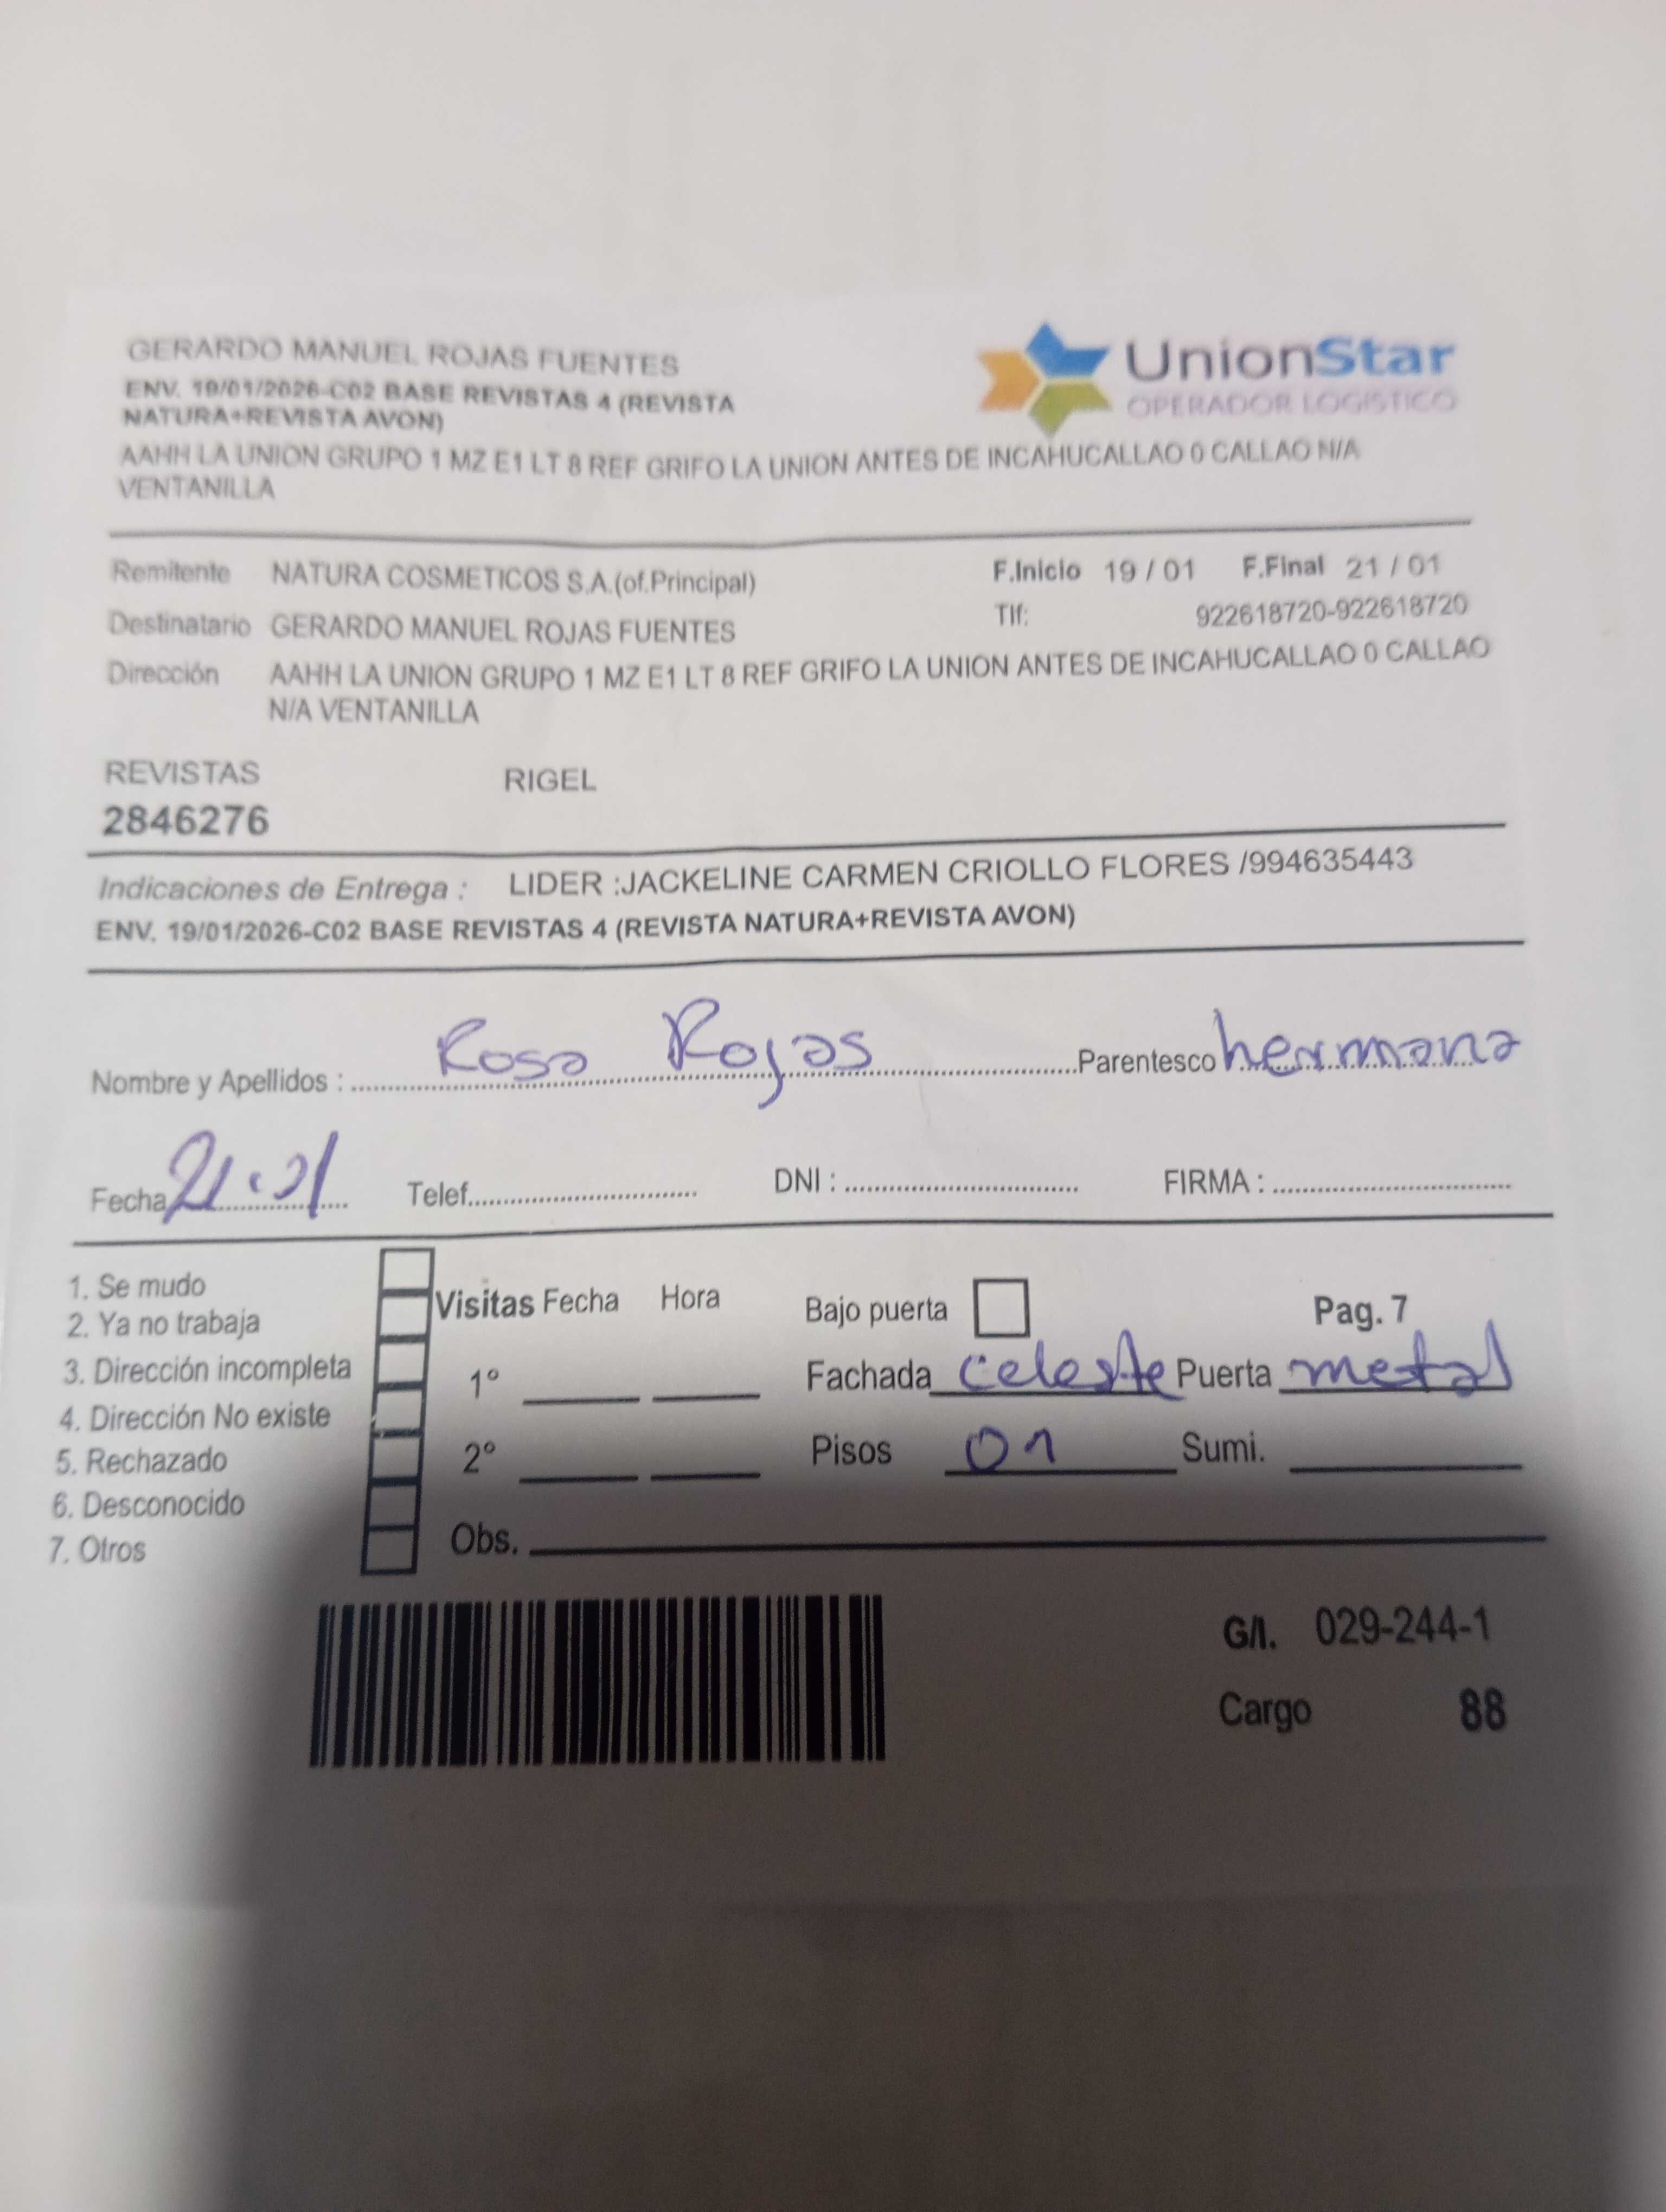 GERARDO MANUEL ROJAS FUENTES
ENV. 19/01/2026-C02 BASE REVISTAS 4 (REVISTA
NATURA+REVISTA AVON)
UnionStar
OPERADOR LOGISTICO
AAHH LA UNION GRUPO 1 MZ E1 LT 8 REF GRIFO LA UNION ANTES DE INCAHUCALLAO 0 CALLAO N/A
VENTANILLA
Remitente NATURA COSMETICOS S.A.(of.Principal) F.Inicio 19 / 01 F.Final 21 / 01
Destinatario GERARDO MANUEL ROJAS FUENTES Tlf: 922618720-922618720
Dirección AAHH LA UNION GRUPO 1 MZ E1 LT 8 REF GRIFO LA UNION ANTES DE INCAHUCALLAO 0 CALLAO
N/A VENTANILLA
REVISTAS RIGEL
2846276
Indicaciones de Entrega : LIDER :JACKELINE CARMEN CRIOLLO FLORES /994635443
ENV. 19/01/2026-C02 BASE REVISTAS 4 (REVISTA NATURA+REVISTA AVON)
Nombre y Apellidos : Rosa Rojas Parentesco hermana
Fecha 21.01 Telef. DNI : FIRMA :
1. Se mudo
2. Ya no trabaja
3. Dirección incompleta
4. Dirección No existe
5. Rechazado
6. Desconocido
7. Otros
Visitas Fecha Hora
1°
2°
Obs.
Bajo puerta Pag. 7
Fachada celeste Puerta metal
Pisos 01 Sumi.
G/I. 029-244-1
Cargo 88